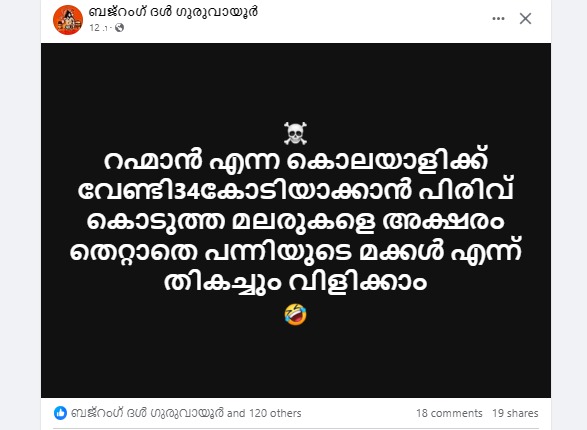 ബജ്റംഗ് ദൾ ഗുരുവായൂർ
റഹ്മാൻ എന്ന കൊലയാളിക്ക്
വേണ്ടി34കോടിയാക്കാൻ പിരിവ്
കൊടുത്ത മലരുകളെ അക്ഷരം
തെറ്റാതെ പന്നിയുടെ മക്കൾ എന്ന്
തികച്ചും വിളിക്കാം
ബജ്റംഗ് ദൾ ഗുരുവായൂർ and 120 others
18 comments 19 shares